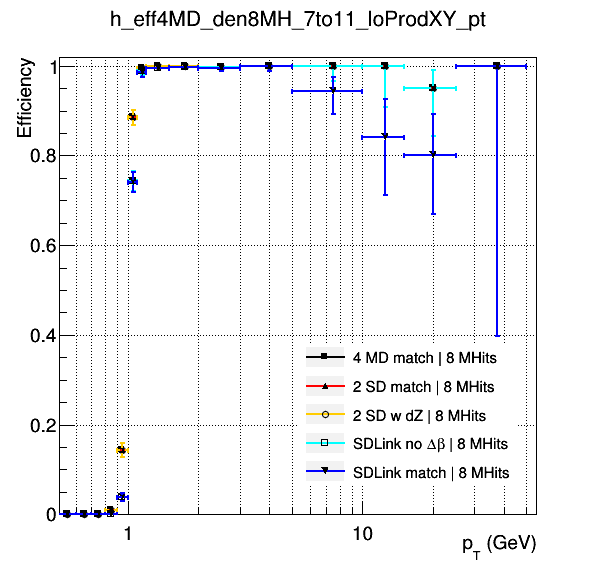 h_eff4MD_den8MH_7to11_loProdXY_pt
Efficiency
1
0.8
0.6
0.4
0.2
0
4 MD match | 8 MHits
2 SD match | 8 MHits
2 SD w dZ | 8 MHits
SDLink no Δβ | 8 MHits
SDLink match | 8 MHits
1
10
p_T (GeV)